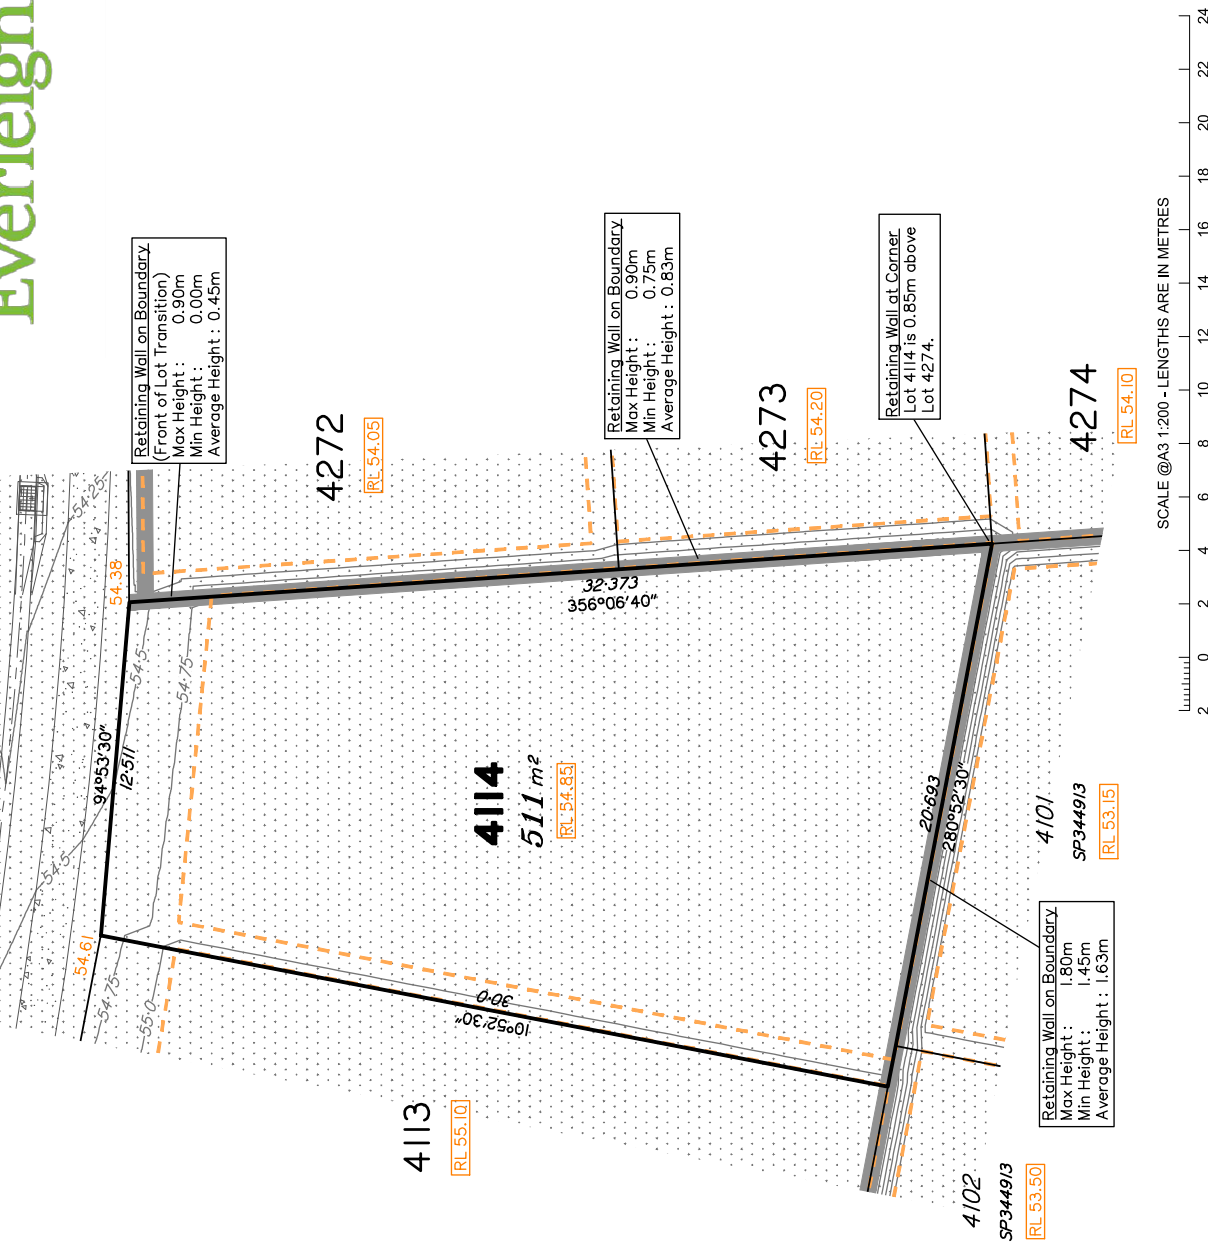 Everleigh
Retaining Wall on Boundary
(Front of Lot Transition)
Max Height : 0.90m
Min Height : 0.00m
Average Height : 0.45m
Retaining Wall on Boundary
Max Height : 0.90m
Min Height : 0.75m
Average Height : 0.83m
Retaining Wall at Corner
Lot 4114 is 0.85m above
Lot 4274.
4272
RL 54.05
4273
RL 54.20
4274
RL 54.10
54·25
54.38
54·5
54·75
94°53'30"
12·511
54·5
54.61
54·75
55·0
32·373
356°06'40"
4114
511 m²
RL 54.85
30·0
10°52'30"
20·693
280°52'30"
4113
RL 55.10
4101
SP344913
RL 53.15
4102
SP344913
RL 53.50
Retaining Wall on Boundary
Max Height : 1.80m
Min Height : 1.45m
Average Height : 1.63m
SCALE @A3 1:200 - LENGTHS ARE IN METRES
2 0 2 4 6 8 10 12 14 16 18 20 22 24